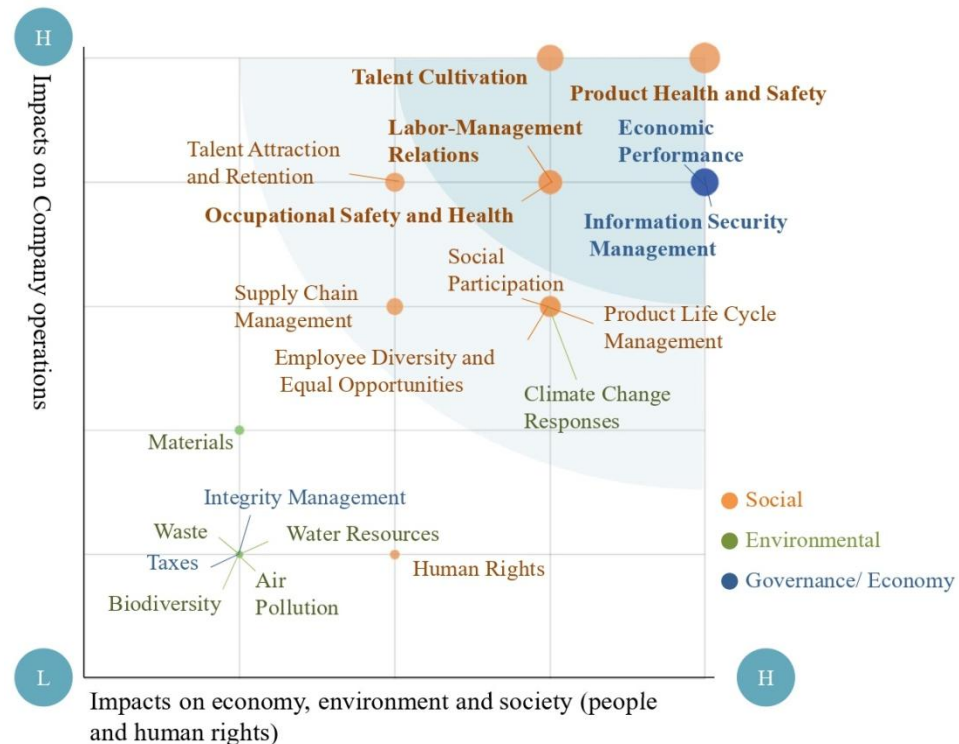 H
Impacts on Company operations
Talent Cultivation
Product Health and Safety
Labor-Management
Relations
Economic
Performance
Talent Attraction
and Retention
Occupational Safety and Health
Information Security
Management
Social
Participation
Supply Chain
Management
Product Life Cycle
Management
Employee Diversity and
Equal Opportunities
Climate Change
Responses
Materials
Integrity Management
Waste
Water Resources
Taxes
Human Rights
Biodiversity
Air
Pollution
Social
Environmental
Governance/ Economy
L
H
Impacts on economy, environment and society (people
and human rights)